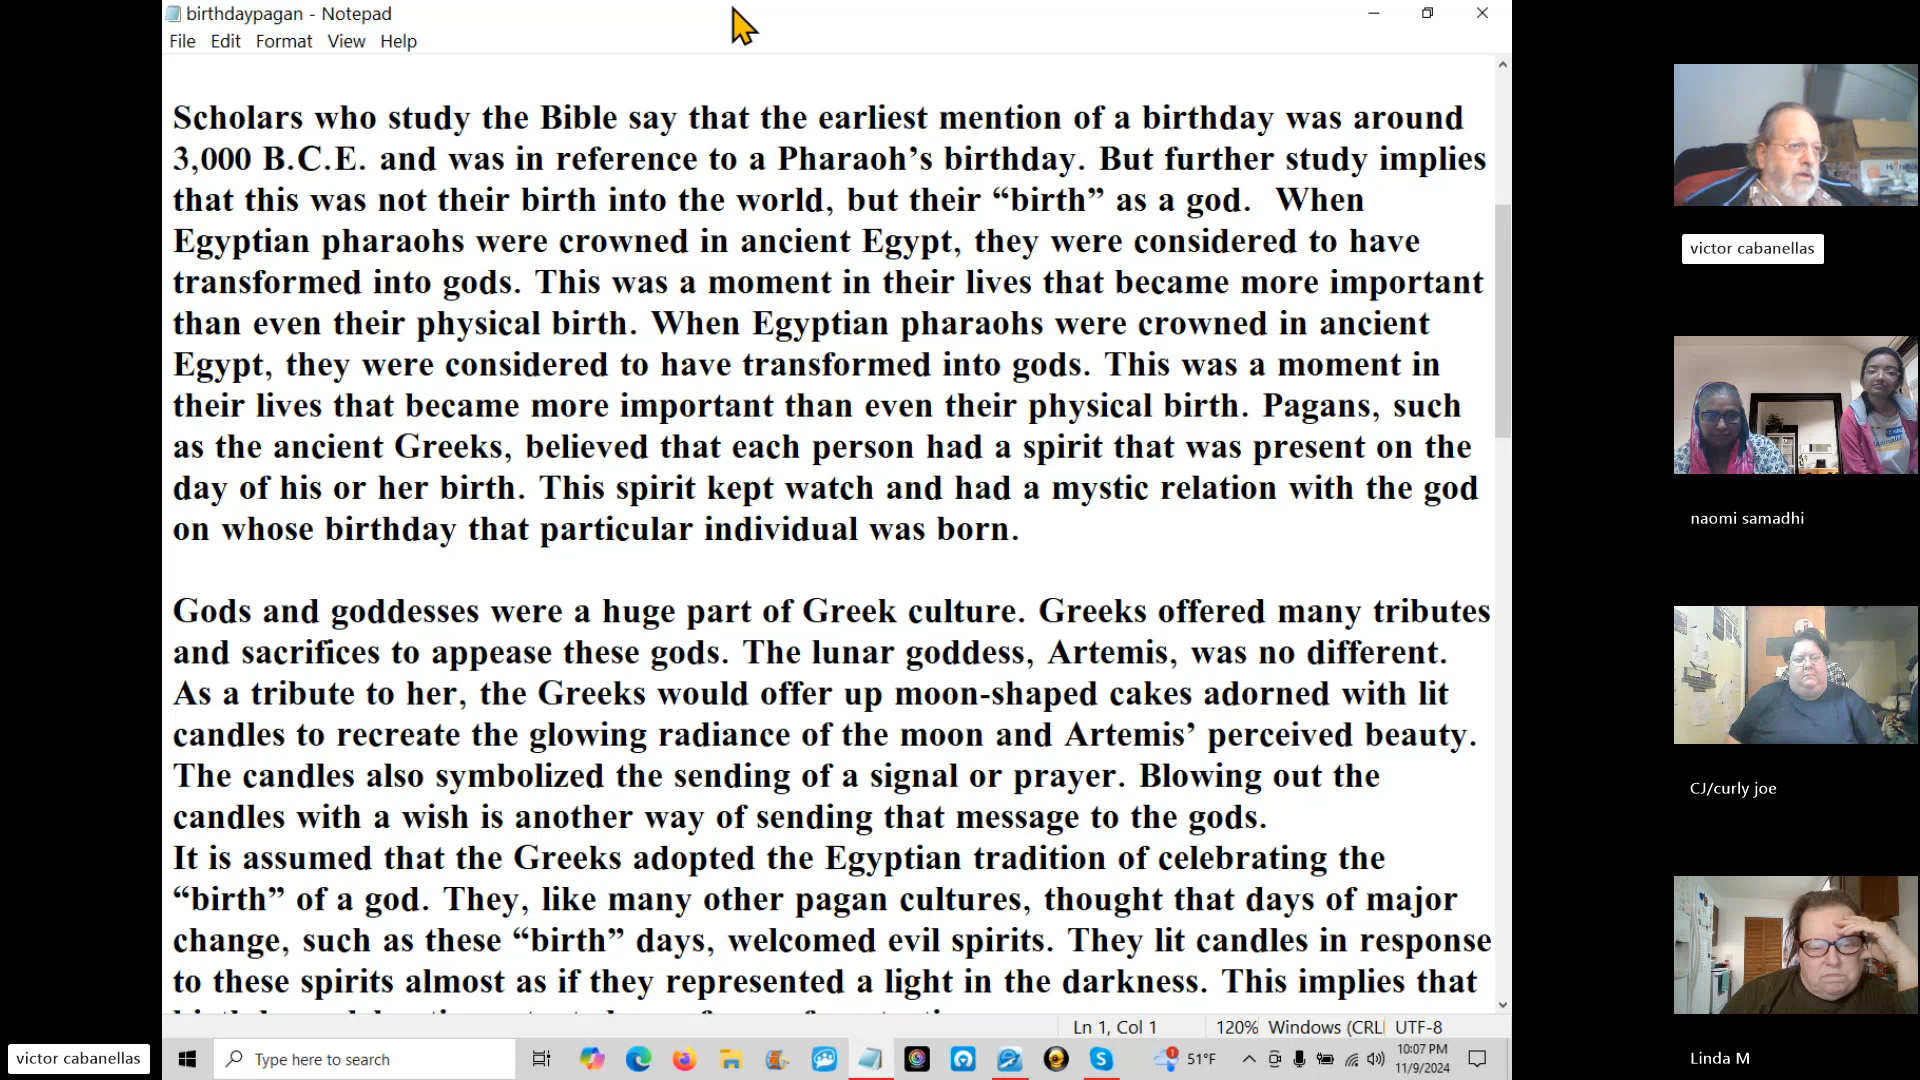 birthdaypagan - Notepad
File Edit Format View Help
Scholars who study the Bible say that the earliest mention of a birthday was around
3,000 B.C.E. and was in reference to a Pharaoh’s birthday. But further study implies
that this was not their birth into the world, but their “birth” as a god.  When
Egyptian pharaohs were crowned in ancient Egypt, they were considered to have
transformed into gods. This was a moment in their lives that became more important
than even their physical birth. When Egyptian pharaohs were crowned in ancient
Egypt, they were considered to have transformed into gods. This was a moment in
their lives that became more important than even their physical birth. Pagans, such
as the ancient Greeks, believed that each person had a spirit that was present on the
day of his or her birth. This spirit kept watch and had a mystic relation with the god
on whose birthday that particular individual was born.
Gods and goddesses were a huge part of Greek culture. Greeks offered many tributes
and sacrifices to appease these gods. The lunar goddess, Artemis, was no different.
As a tribute to her, the Greeks would offer up moon-shaped cakes adorned with lit
candles to recreate the glowing radiance of the moon and Artemis’ perceived beauty.
The candles also symbolized the sending of a signal or prayer. Blowing out the
candles with a wish is another way of sending that message to the gods.
It is assumed that the Greeks adopted the Egyptian tradition of celebrating the
“birth” of a god. They, like many other pagan cultures, thought that days of major
change, such as these “birth” days, welcomed evil spirits. They lit candles in response
to these spirits almost as if they represented a light in the darkness. This implies that
Ln 1, Col 1 120% Windows (CRL UTF-8
Type here to search
1 51°F
10:07 PM
11/9/2024
victor cabanellas
victor cabanellas
naomi samadhi
CJ/curly joe
Linda M